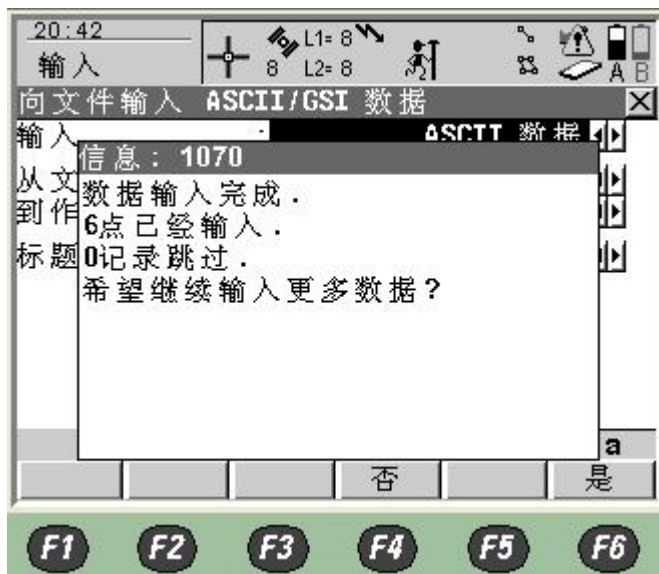 20:42
输入
8
L1= 8
L2= 8
A B
向文件输入 ASCII/GSI 数据
输入
ASCII 数据
从文
到作
标题
信息: 1070
数据输入完成.
6点已经输入.
0记录跳过.
希望继续输入更多数据?
a
否
是
F1 F2 F3 F4 F5 F6